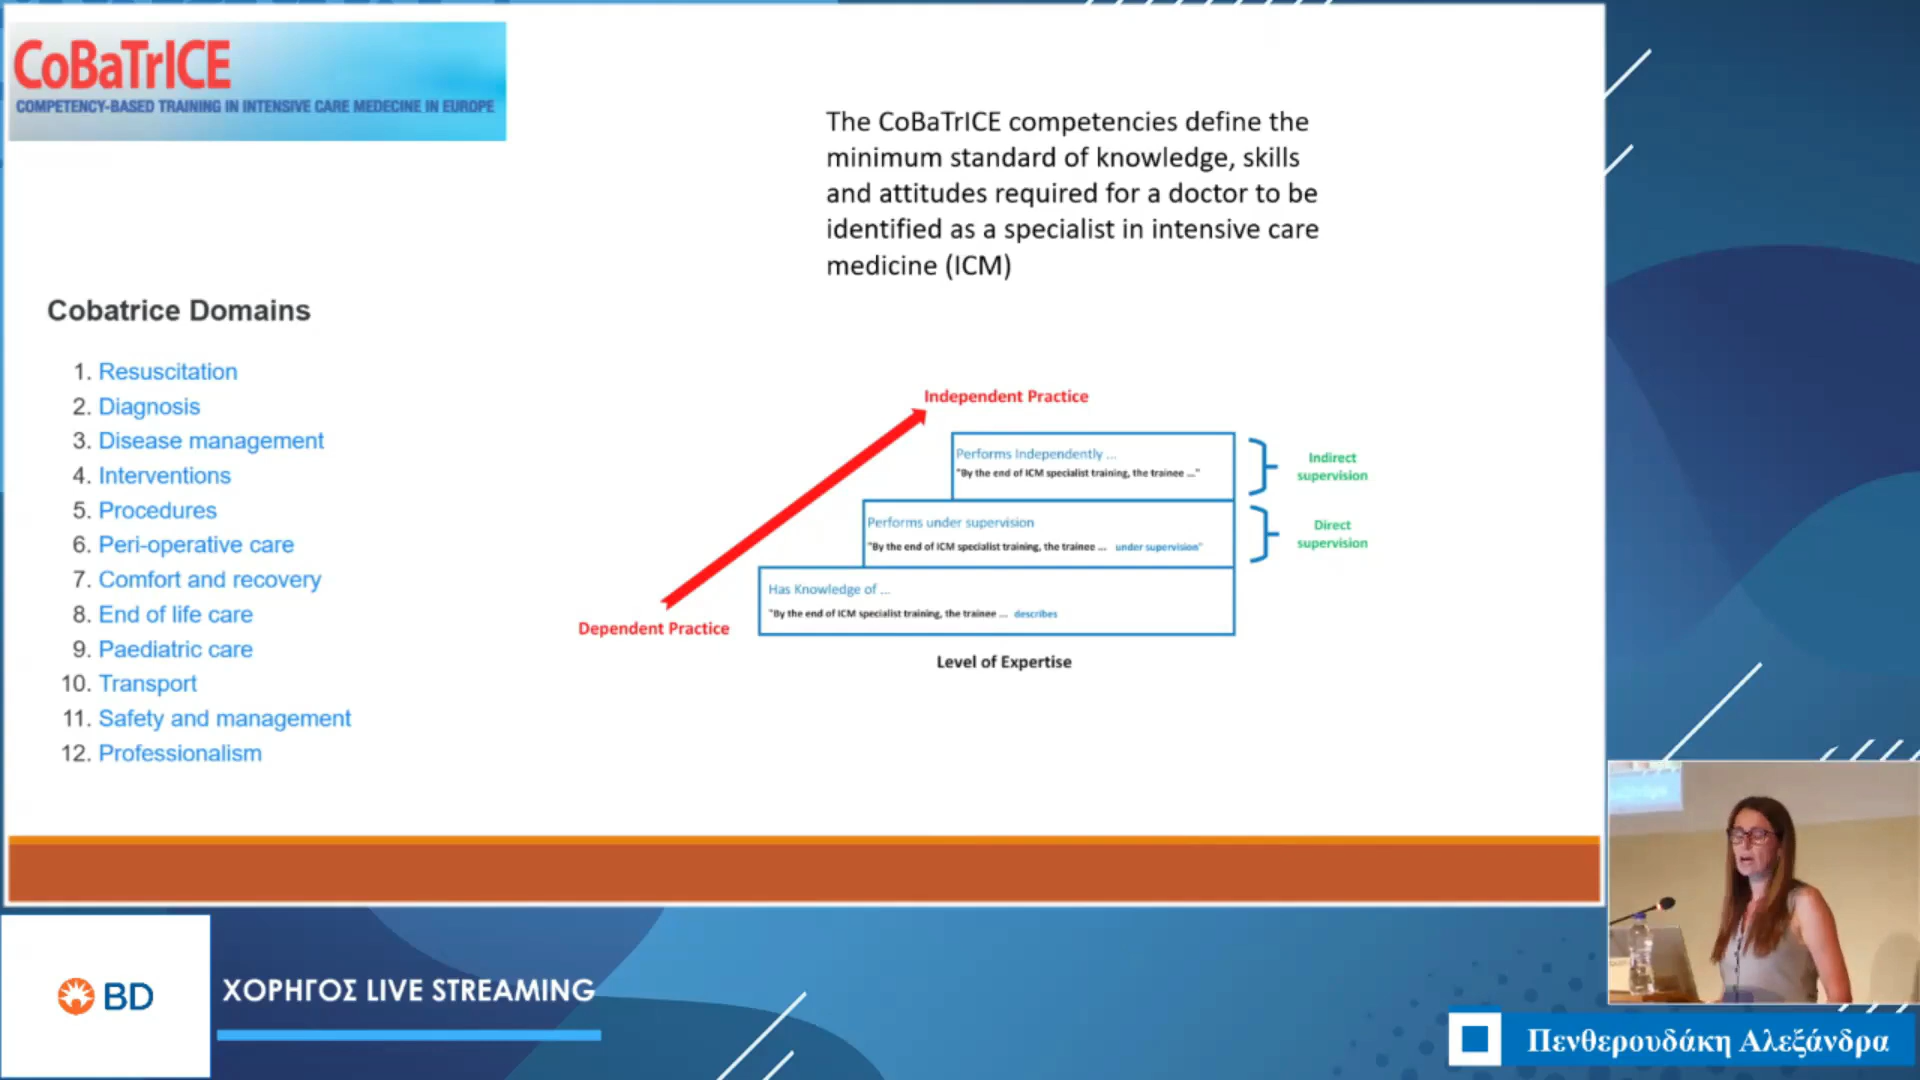 CoBaTrICE
COMPETENCY-BASED TRAINING IN INTENSIVE CARE MEDECINE IN EUROPE
The CoBaTrICE competencies define the
minimum standard of knowledge, skills
and attitudes required for a doctor to be
identified as a specialist in intensive care
medicine (ICM)
Cobatrice Domains
1. Resuscitation
2. Diagnosis
3. Disease management
4. Interventions
5. Procedures
6. Peri-operative care
7. Comfort and recovery
8. End of life care
9. Paediatric care
10. Transport
11. Safety and management
12. Professionalism
Independent Practice
Performs Independently ...
"By the end of ICM specialist training, the trainee ..."
Indirect
supervision
Performs under supervision
"By the end of ICM specialist training, the trainee ... under supervision"
Direct
supervision
Has Knowledge of ...
"By the end of ICM specialist training, the trainee ... describes
Dependent Practice
Level of Expertise
BD
ΧΟΡΗΓΟΣ LIVE STREAMING
Πενθερουδάκη Αλεξάνδρα